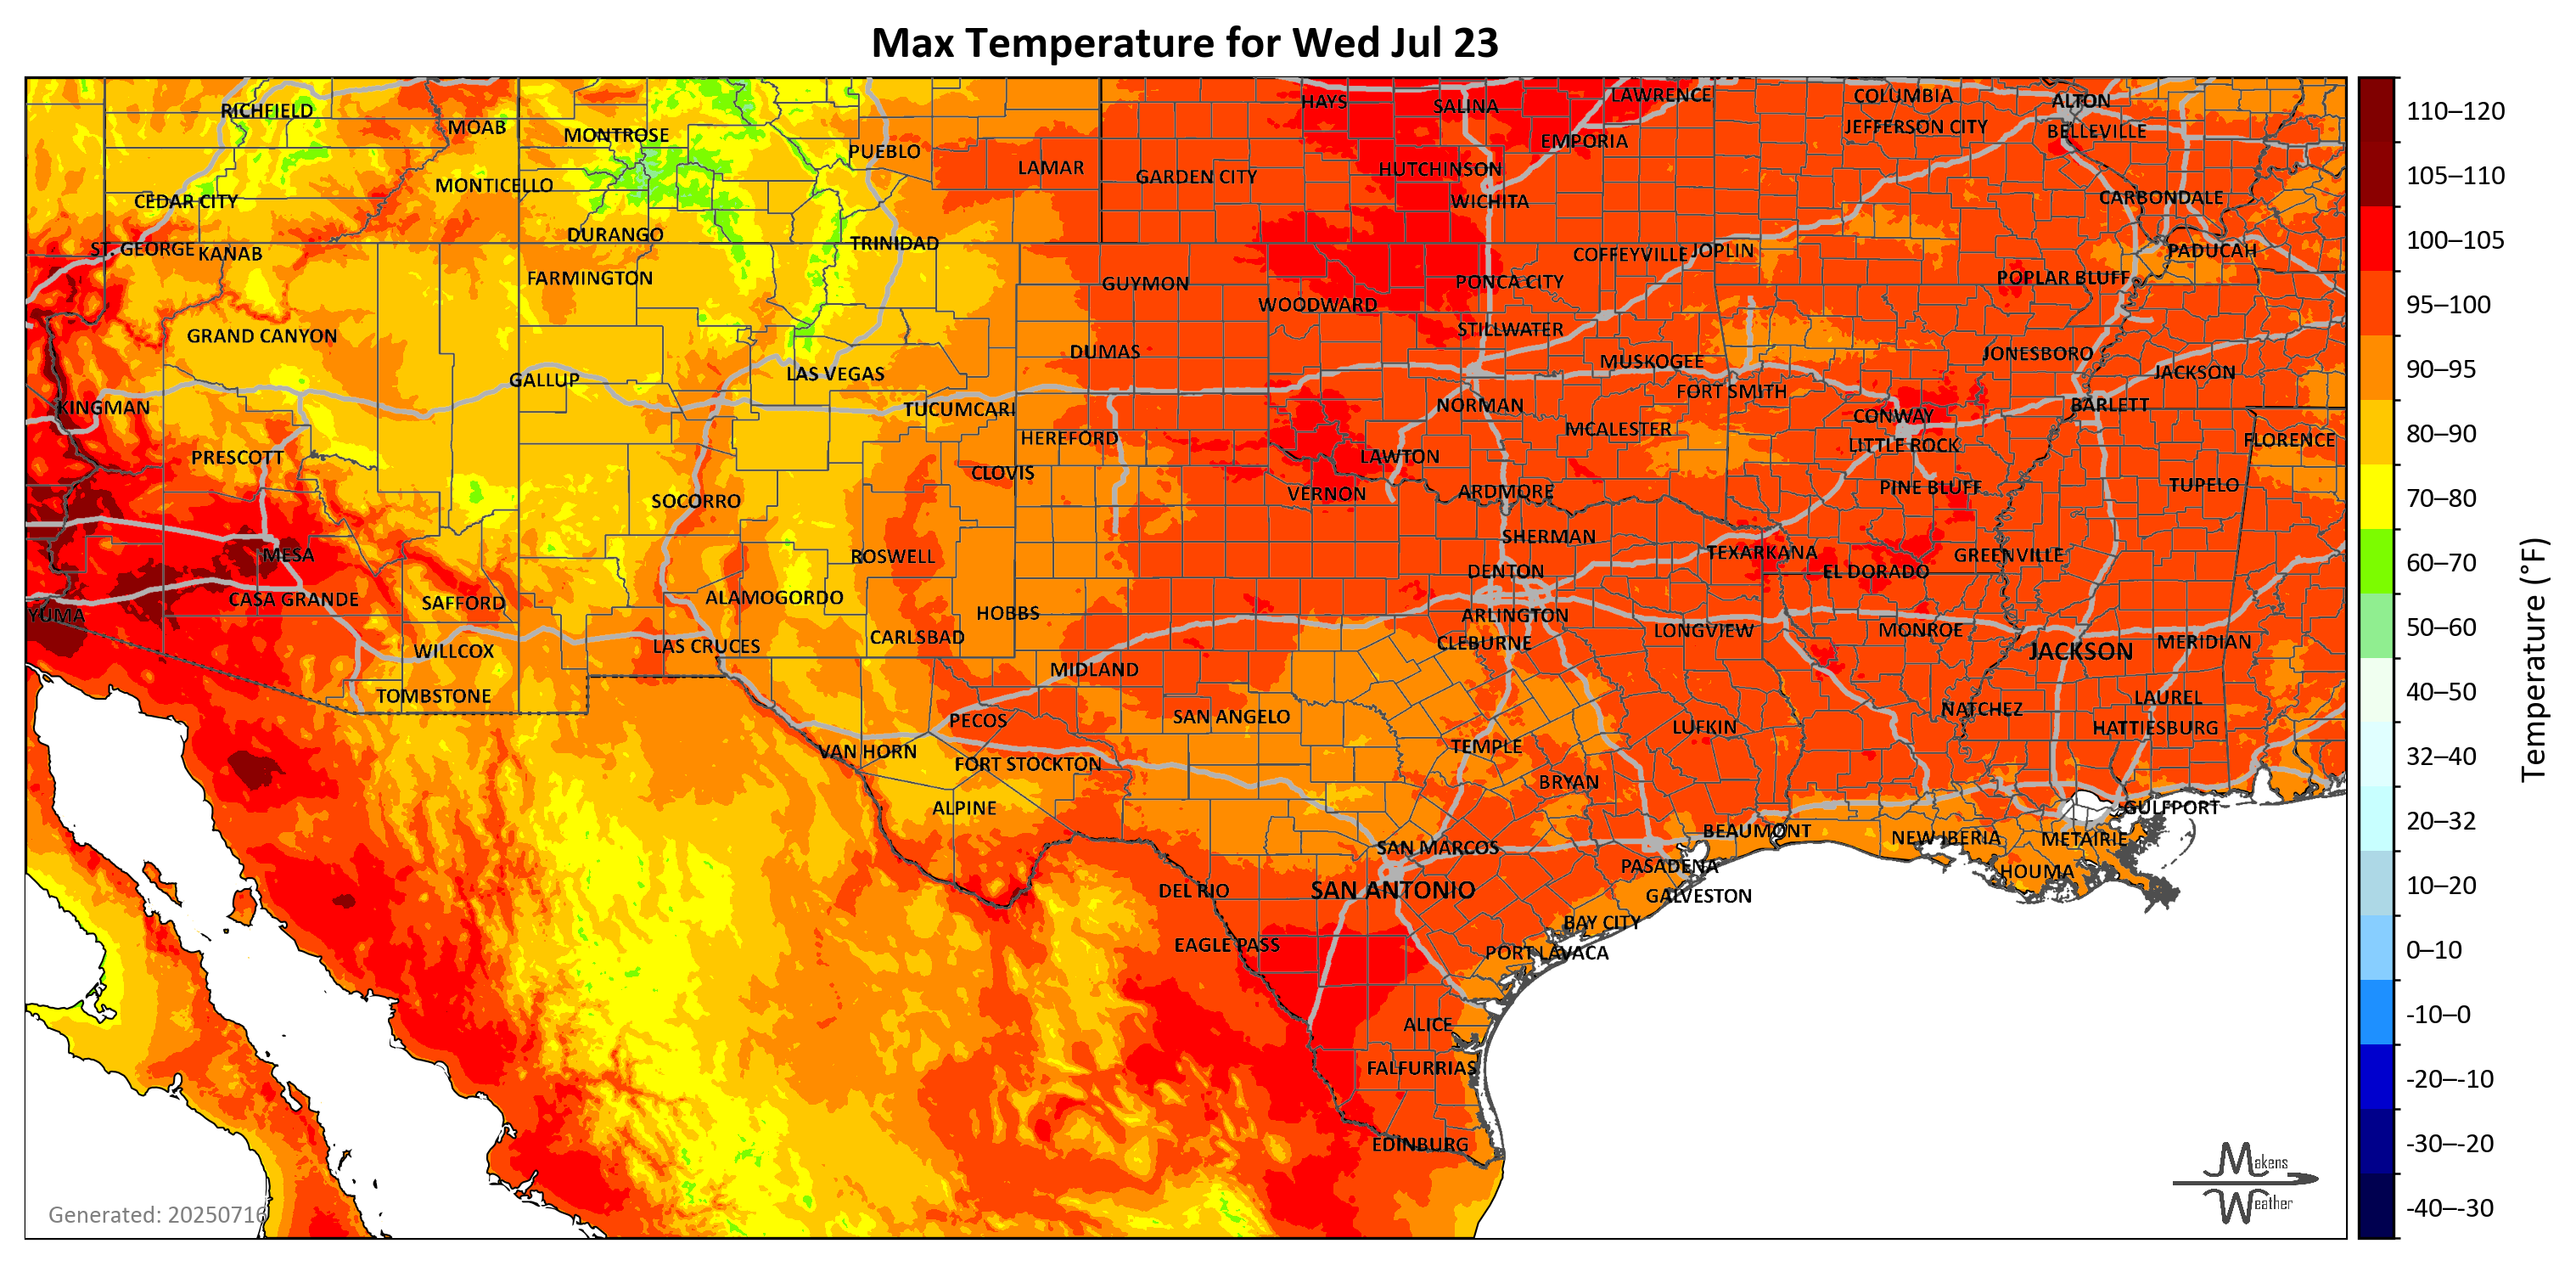 Max Temperature for Wed Jul 23
RICHFIELD
MOAB
MONTROSE
PUEBLO
LAMAR
HAYS
SALINA
LAWRENCE
COLUMBIA
ALTON
EMPORIA
JEFFERSON CITY
BELLEVILLE
GARDEN CITY
HUTCHINSON
CEDAR CITY
MONTICELLO
WICHITA
CARBONDALE
ST. GEORGE
KANAB
DURANGO
TRINIDAD
COFFEYVILLE
JOPLIN
PADUCAH
FARMINGTON
GUYMON
PONCA CITY
POPLAR BLUFF
WOODWARD
GRAND CANYON
STILLWATER
DUMAS
MUSKOGEE
JONESBORO
GALLUP
LAS VEGAS
FORT SMITH
JACKSON
KINGMAN
TUCUMCARI
NORMAN
CONWAY
BARLETT
HEREFORD
MCALESTER
LITTLE ROCK
FLORENCE
PRESCOTT
CLOVIS
LAWTON
SOCORRO
VERNON
ARDMORE
PINE BLUFF
TUPELO
MESA
ROSWELL
SHERMAN
TEXARKANA
GREENVILLE
DENTON
EL DORADO
YUMA
CASA GRANDE
SAFFORD
ALAMOGORDO
HOBBS
ARLINGTON
WILLCOX
LAS CRUCES
CARLSBAD
CLEBURNE
LONGVIEW
MONROE
JACKSON
MERIDIAN
MIDLAND
TOMBSTONE
PECOS
SAN ANGELO
LUFKIN
NATCHEZ
LAUREL
HATTIESBURG
VAN HORN
FORT STOCKTON
TEMPLE
BRYAN
ALPINE
GULFPORT
SAN MARCOS
BEAUMONT
NEW IBERIA
METAIRIE
DEL RIO
SAN ANTONIO
PASADENA
HOUMA
GALVESTON
EAGLE PASS
BAY CITY
PORT LAVACA
ALICE
FALFURRIAS
EDINBURG
Generated: 20250716
Makens
Weather
110–120
105–110
100–105
95–100
90–95
80–90
70–80
60–70
50–60
40–50
32–40
20–32
10–20
0–10
-10–0
-20–-10
-30–-20
-40–-30
Temperature (°F)